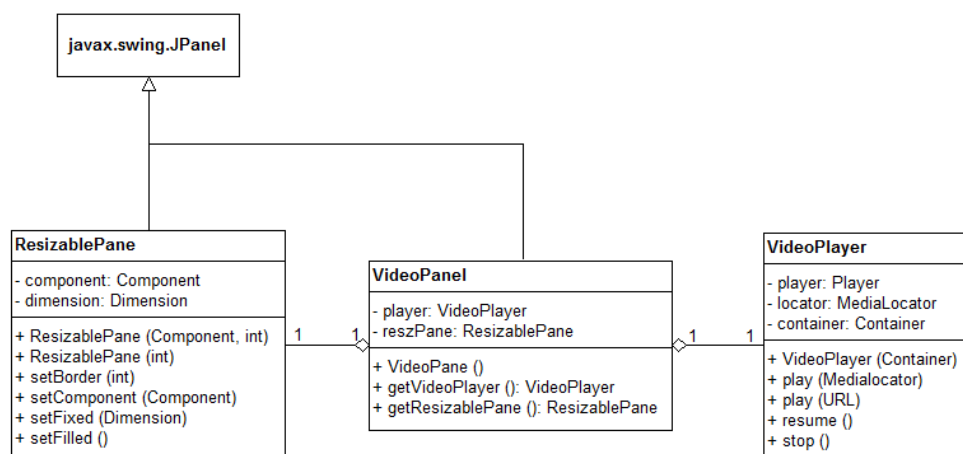 javax.swing.JPanel
ResizablePane
- component: Component
- dimension: Dimension
+ ResizablePane (Component, int)
+ ResizablePane (int)
+ setBorder (int)
+ setComponent (Component)
+ setFixed (Dimension)
+ setFilled ()
1
1
VideoPanel
- player: VideoPlayer
- reszPane: ResizablePane
+ VideoPane ()
+ getVideoPlayer (): VideoPlayer
+ getResizablePane (): ResizablePane
1
1
VideoPlayer
- player: Player
- locator: MediaLocator
- container: Container
+ VideoPlayer (Container)
+ play (Medialocator)
+ play (URL)
+ resume ()
+ stop ()